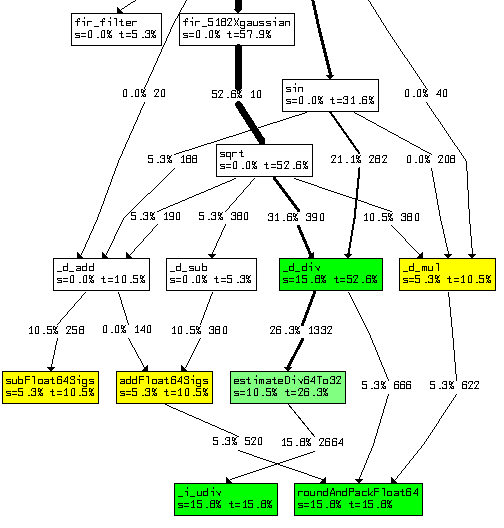 fir_filter
s=0.0% t=5.3%
fir_5182Xgaussian
s=0.0% t=57.9%
0.0% 20
52.6% 10
sin
s=0.0% t=31.6%
0.0% 40
5.3% 188
sqrt
s=0.0% t=52.6%
21.1% 282
0.0% 208
5.3% 190
5.3% 380
31.6% 390
10.5% 380
_d_add
s=0.0% t=10.5%
_d_sub
s=0.0% t=5.3%
_d_div
s=15.8% t=52.6%
_d_mul
s=5.3% t=10.5%
10.5% 258
0.0% 140
10.5% 380
26.3% 1332
subFloat64Sigs
s=5.3% t=10.5%
addFloat64Sigs
s=5.3% t=10.5%
estimateDiv64To32
s=10.5% t=26.3%
5.3% 666
5.3% 622
5.3% 520
15.8% 2664
_i_udiv
s=15.8% t=15.8%
roundAndPackFloat64
s=15.8% t=15.8%